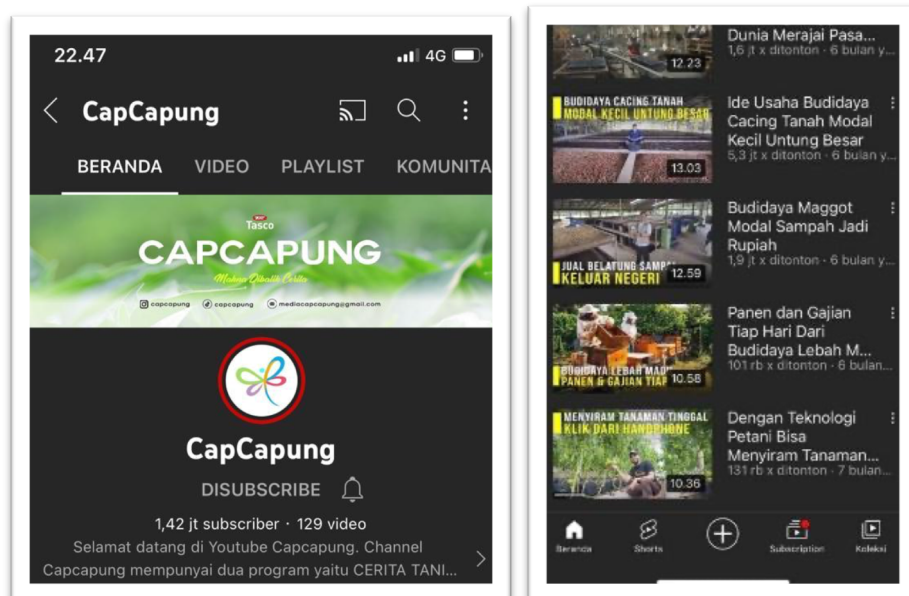 22.47
4G
CapCapung
BERANDA VIDEO PLAYLIST KOMUNITA
Tasco
CAPCAPUNG
Makna Dibalik Cerita
capcapung capcapung mediacapcapung@gmail.com
CapCapung
DISUBSCRIBE
1,42 jt subscriber · 129 video
Selamat datang di Youtube Capcapung. Channel
Capcapung mempunyai dua program yaitu CERITA TANI...
12.23
Dunia Merajai Pasa...
1,6 jt x ditonton · 6 bulan y...
BUDIDAYA CACING TANAH
MODAL KECIL UNTUNG BESAR
13.03
Ide Usaha Budidaya
Cacing Tanah Modal
Kecil Untung Besar
5,3 jt x ditonton · 6 bulan y...
JUAL BELATUNG SAMPAI
KELUAR NEGERI
12.59
Budidaya Maggot
Modal Sampah Jadi
Rupiah
1,9 jt x ditonton · 6 bulan y...
BUDIDAYA LEBAH MADU
PANEN & GAJIAN TIAP
10.58
Panen dan Gajian
Tiap Hari Dari
Budidaya Lebah M...
101 rb x ditonton · 6 bulan...
MENYIRAM TANAMAN TINGGAL
KLIK DARI HANDPHONE
10.36
Dengan Teknologi
Petani Bisa
Menyiram Tanaman...
131 rb x ditonton · 7 bulan...
Beranda Shorts Subscription Koleksi